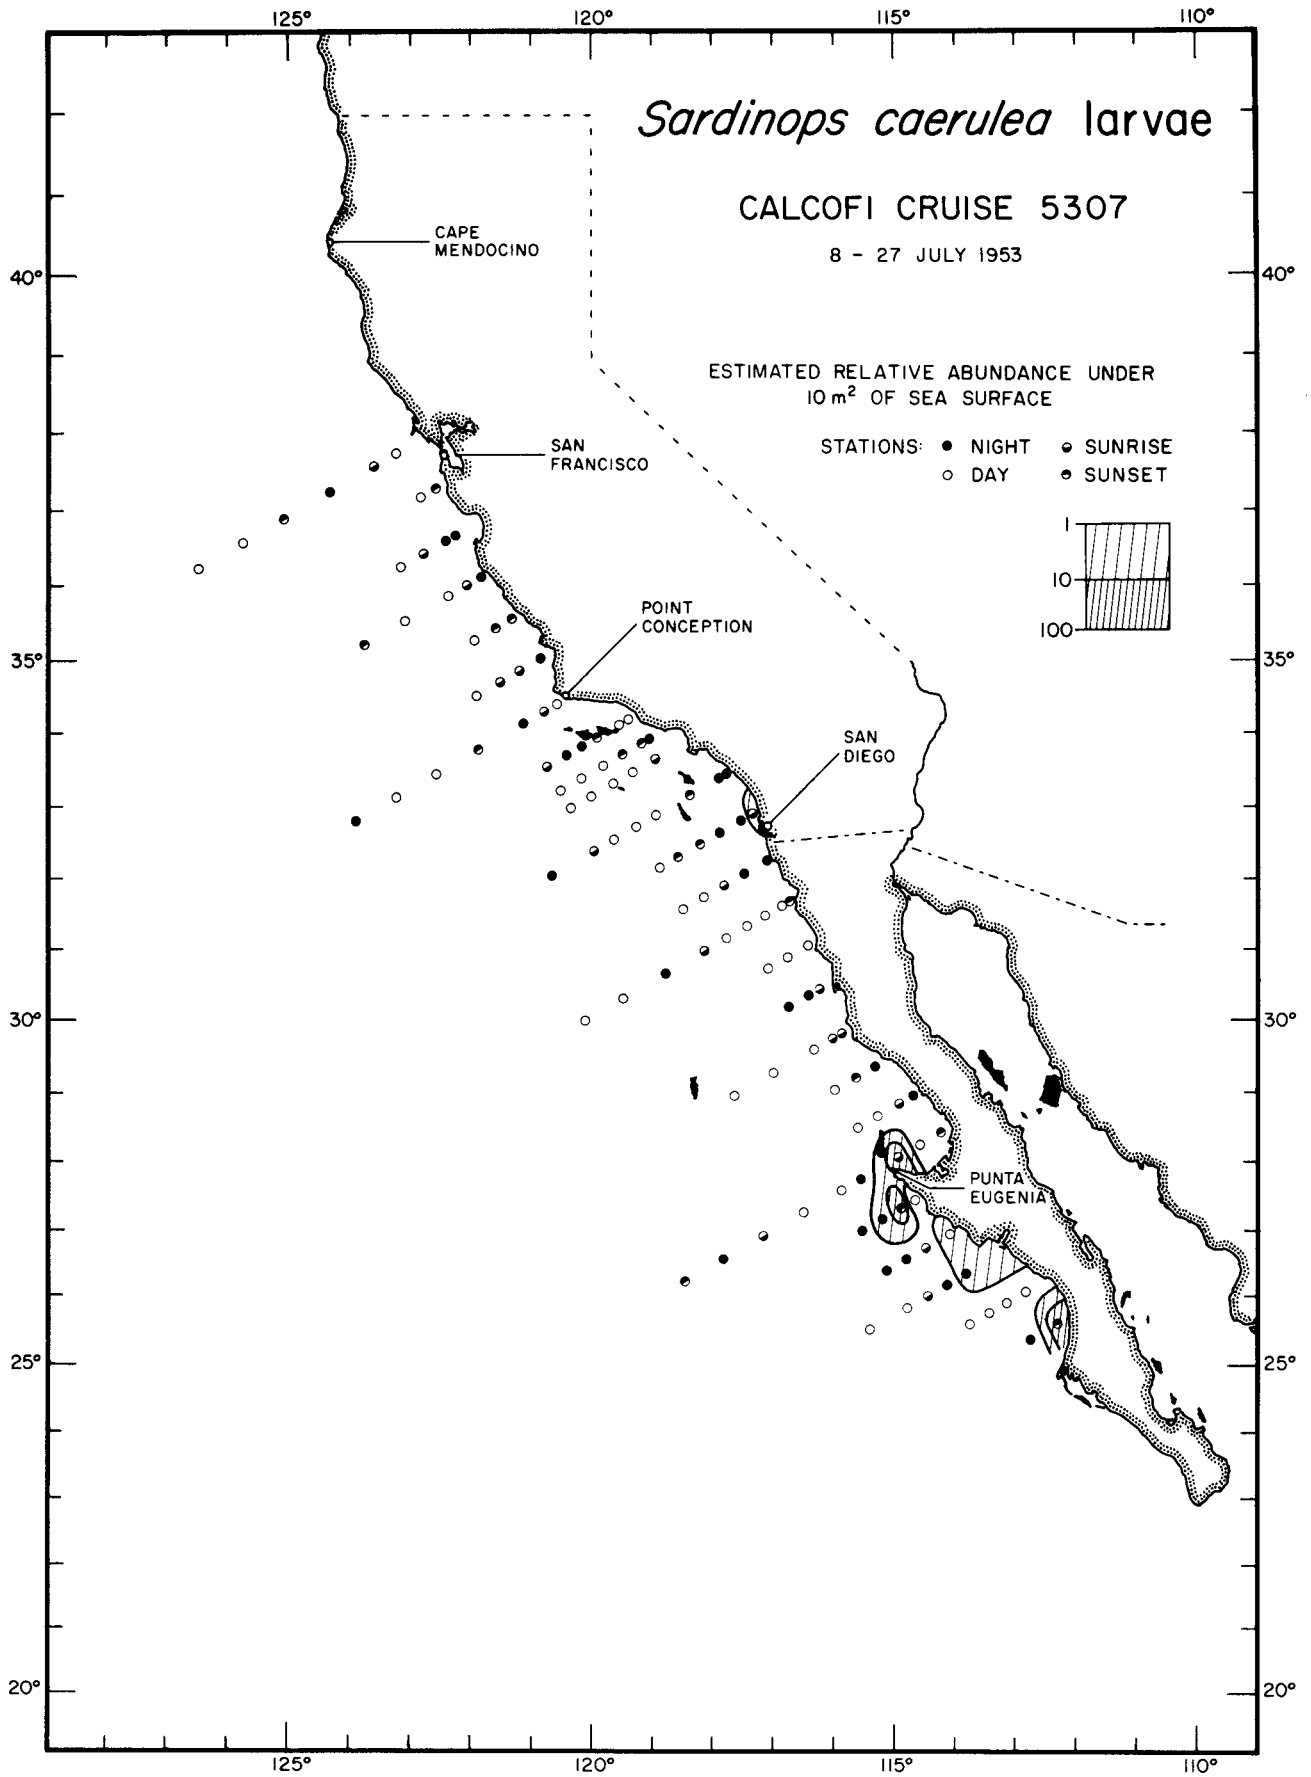 125° 120° 115° 110°
Sardinops caerulea larvae
CALCOFI CRUISE 5307
8 - 27 JULY 1953
CAPE
MENDOCINO
40° 40°
ESTIMATED RELATIVE ABUNDANCE UNDER
10 m² OF SEA SURFACE
STATIONS: NIGHT SUNRISE
DAY SUNSET
SAN
FRANCISCO
1
10
100
POINT
CONCEPTION
35° 35°
SAN
DIEGO
30° 30°
PUNTA
EUGENIA
25° 25°
20° 20°
125° 120° 115° 110°